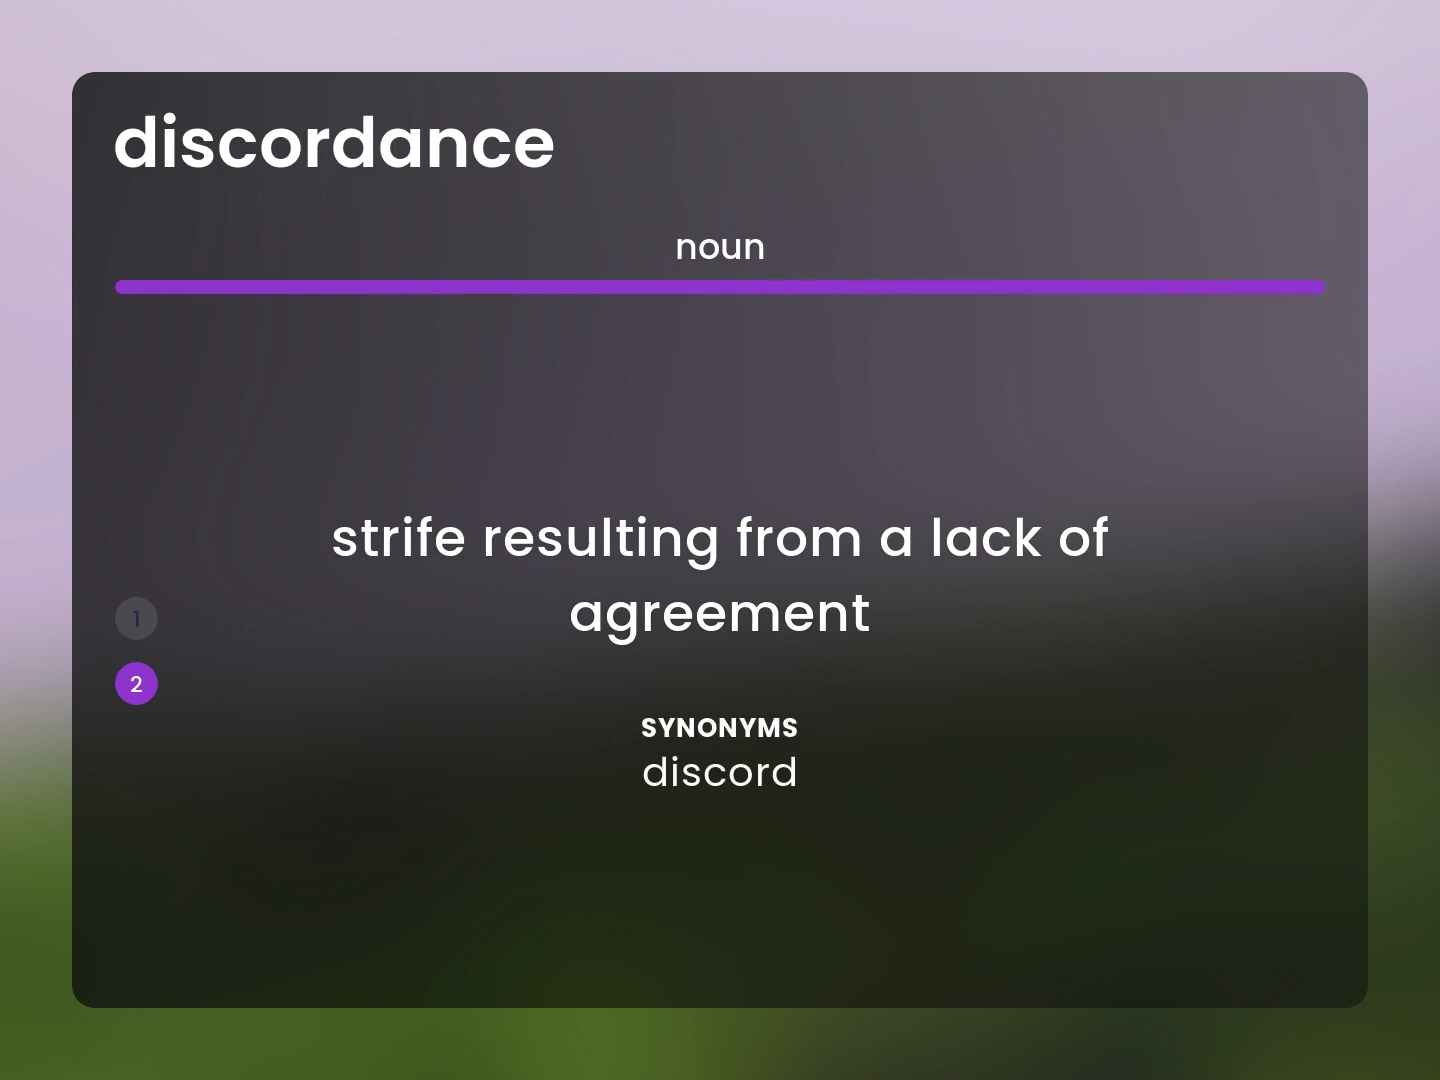 discordance
noun
strife resulting from a lack of
agreement
1
2
SYNONYMS
discord